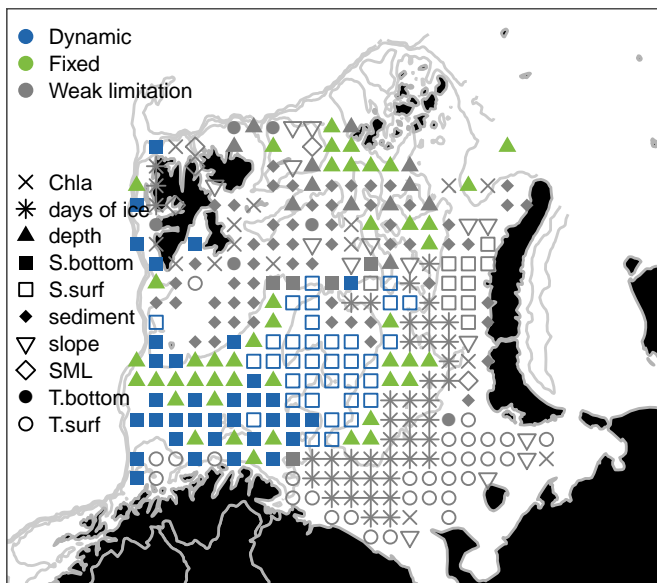 Dynamic
Fixed
Weak limitation
Chla
days of ice
depth
S.bottom
S.surf
sediment
slope
SML
T.bottom
T.surf